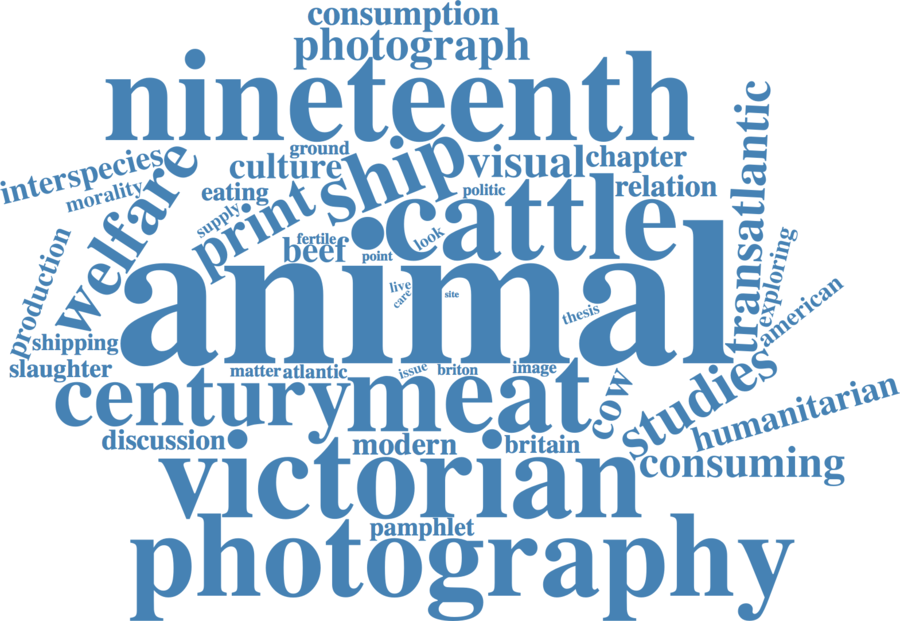 consumption
photograph
nineteenth
ground
culture
ship
visual
chapter
transatlantic
interspecies
morality
welfare
eating
politic
relation
supply
print
cattle
fertile
beef
look
point
production
animal
live
care
site
thesis
exploring
american
shipping
slaughter
matter
atlantic
issue
briton
image
century
meat
cow
studies
humanitarian
discussion
modern
britain
victorian
consuming
pamphlet
photography